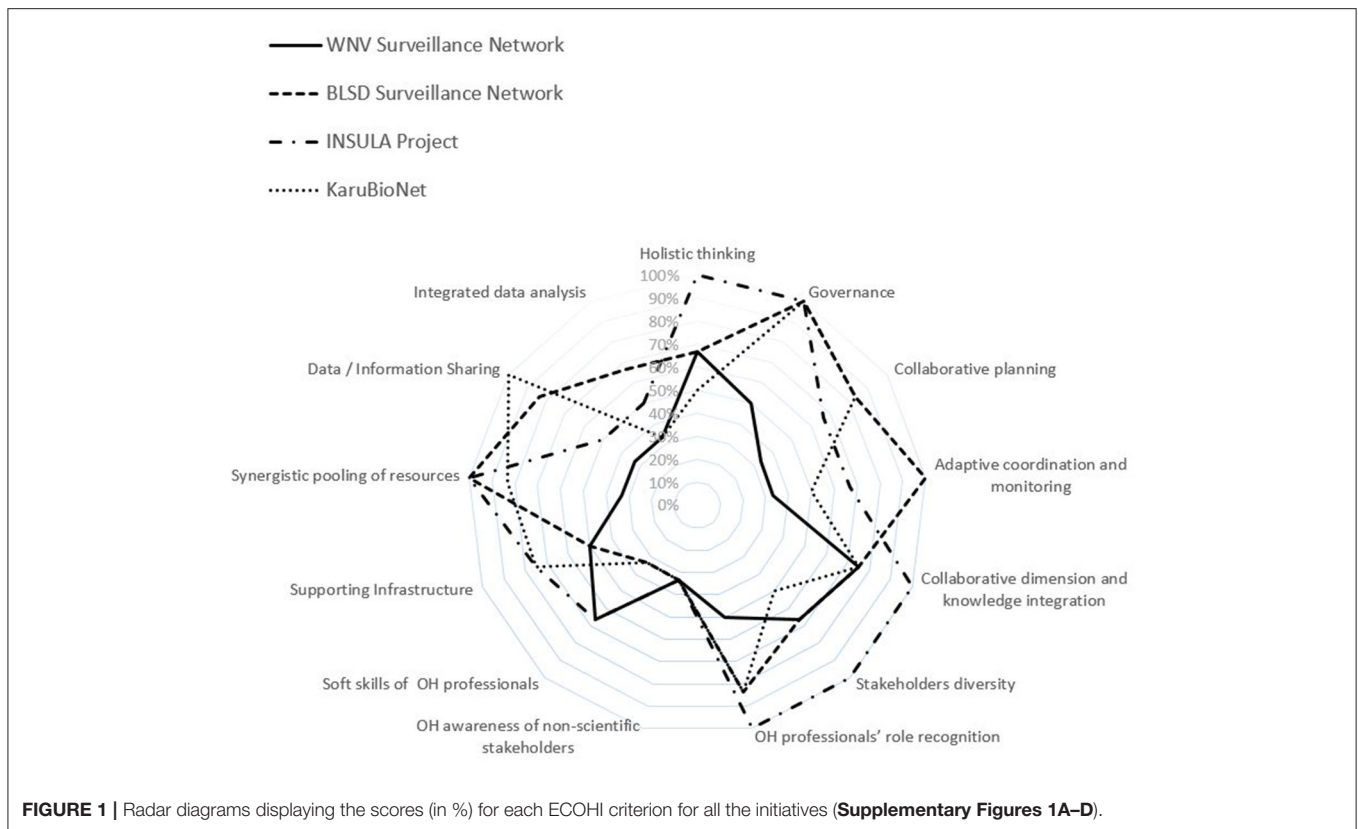 WNV Surveillance Network
BLSD Surveillance Network
INSULA Project
KaruBioNet
Holistic thinking
Governance
Collaborative planning
Adaptive coordination and
monitoring
Collaborative dimension and
knowledge integration
Stakeholders diversity
OH professionals' role recognition
OH awareness of non-scientific
stakeholders
Soft skills of OH professionals
Supporting Infrastructure
Synergistic pooling of resources
Data / Information Sharing
Integrated data analysis
100%
90%
80%
70%
60%
50%
40%
30%
20%
10%
0%
FIGURE 1 | Radar diagrams displaying the scores (in %) for each ECOHI criterion for all the initiatives (Supplementary Figures 1A–D).